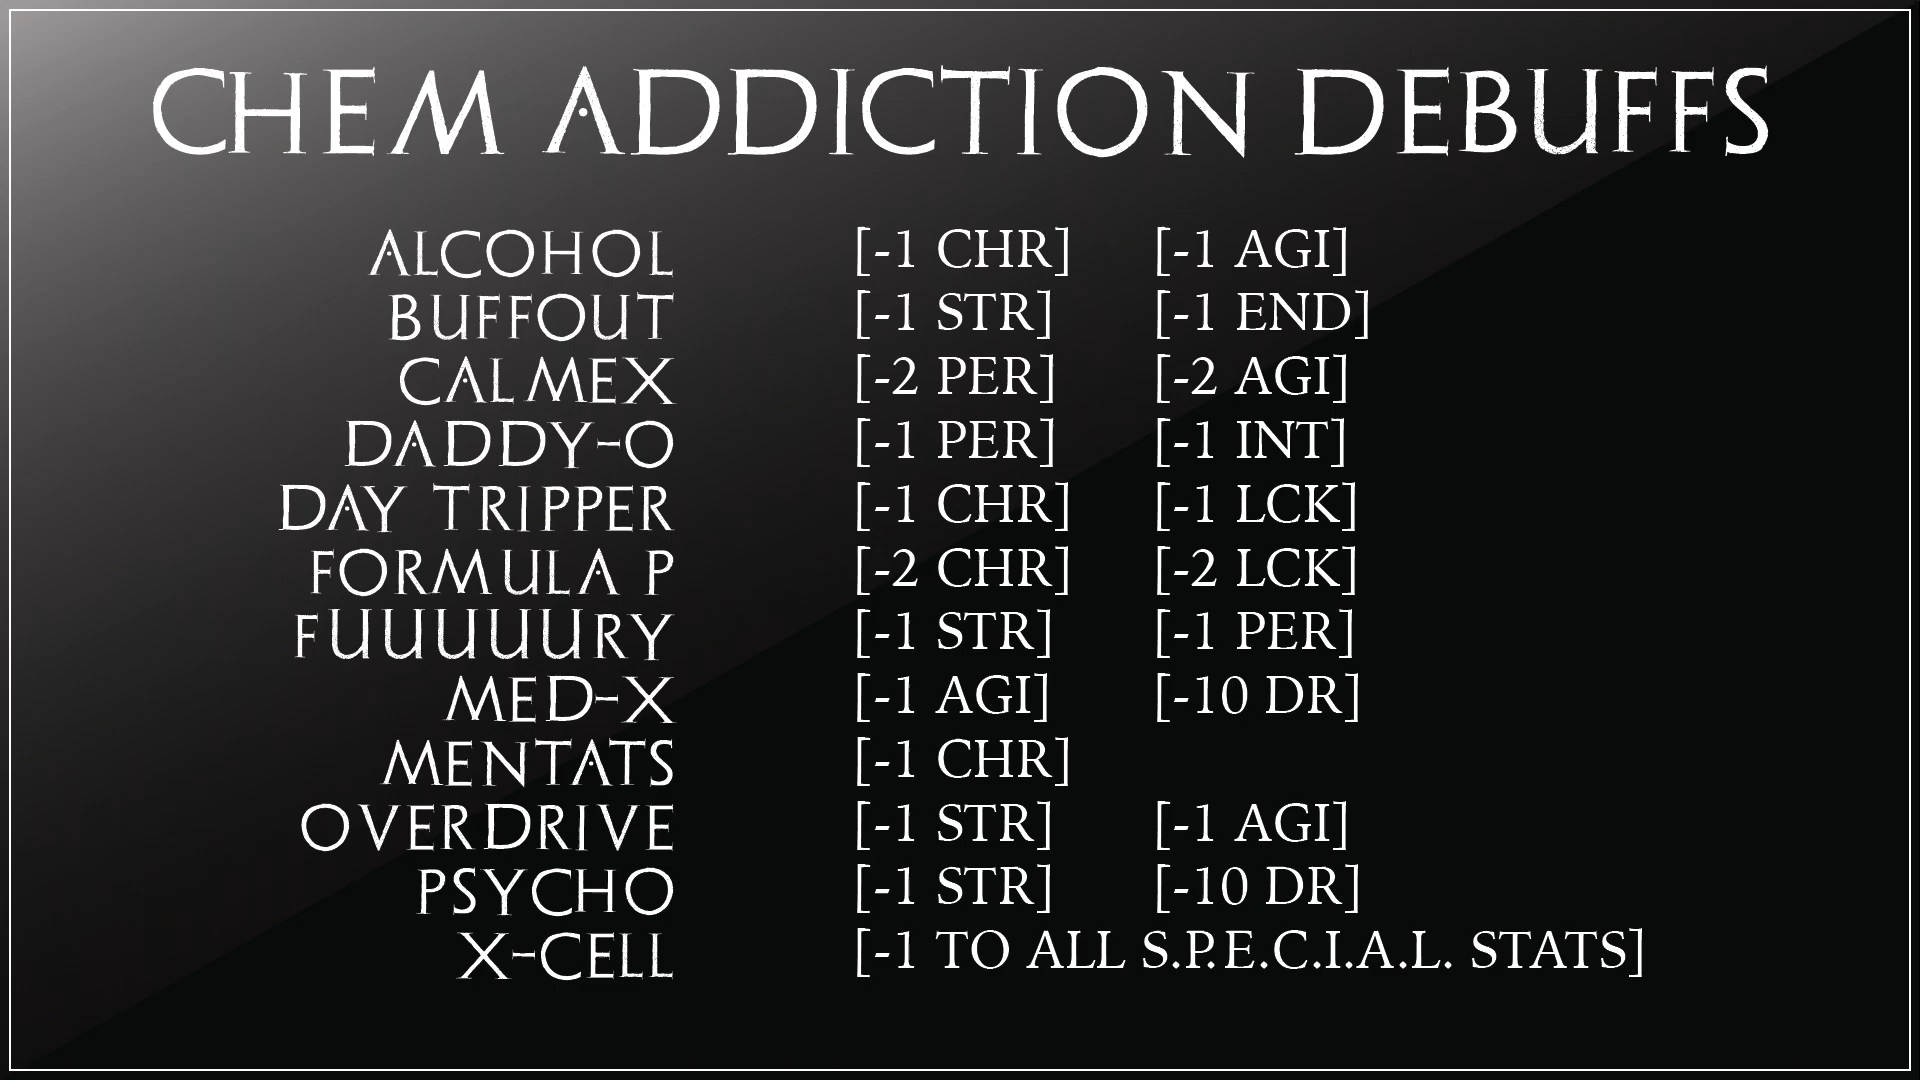 CHEM ADDICTION DEBUFFS
ALCOHOL [-1 CHR] [-1 AGI]
BUFFOUT [-1 STR] [-1 END]
CALMEX [-2 PER] [-2 AGI]
DADDY-O [-1 PER] [-1 INT]
DAY TRIPPER [-1 CHR] [-1 LCK]
FORMULA P [-2 CHR] [-2 LCK]
FUUUUURY [-1 STR] [-1 PER]
MED-X [-1 AGI] [-10 DR]
MENTATS [-1 CHR]
OVERDRIVE [-1 STR] [-1 AGI]
PSYCHO [-1 STR] [-10 DR]
X-CELL [-1 TO ALL S.P.E.C.I.A.L. STATS]